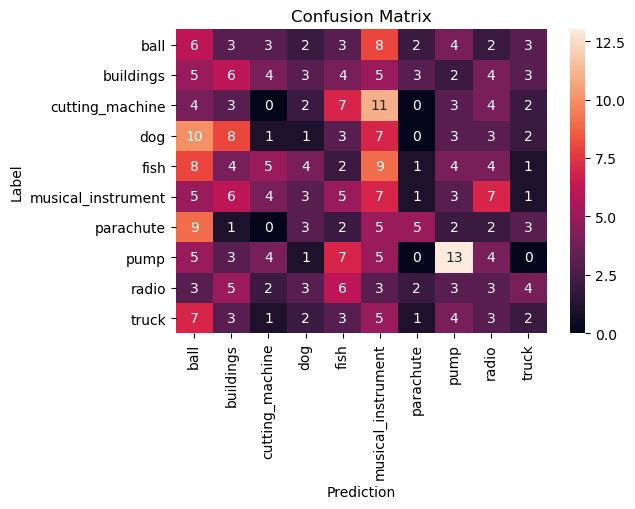 Confusion Matrix
Label
ball 6 3 3 2 3 8 2 4 2 3
buildings 5 6 4 3 4 5 3 2 4 3
cutting_machine 4 3 0 2 7 11 0 3 4 2
dog 10 8 1 1 3 7 0 3 3 2
fish 8 4 5 4 2 9 1 4 4 1
musical_instrument 5 6 4 3 5 7 1 3 7 1
parachute 9 1 0 3 2 5 5 2 2 3
pump 5 3 4 1 7 5 0 13 4 0
radio 3 5 2 3 6 3 2 3 3 4
truck 7 3 1 2 3 5 1 4 3 2
ball buildings cutting_machine dog fish musical_instrument parachute pump radio truck
Prediction
12.5
10.0
7.5
5.0
2.5
0.0